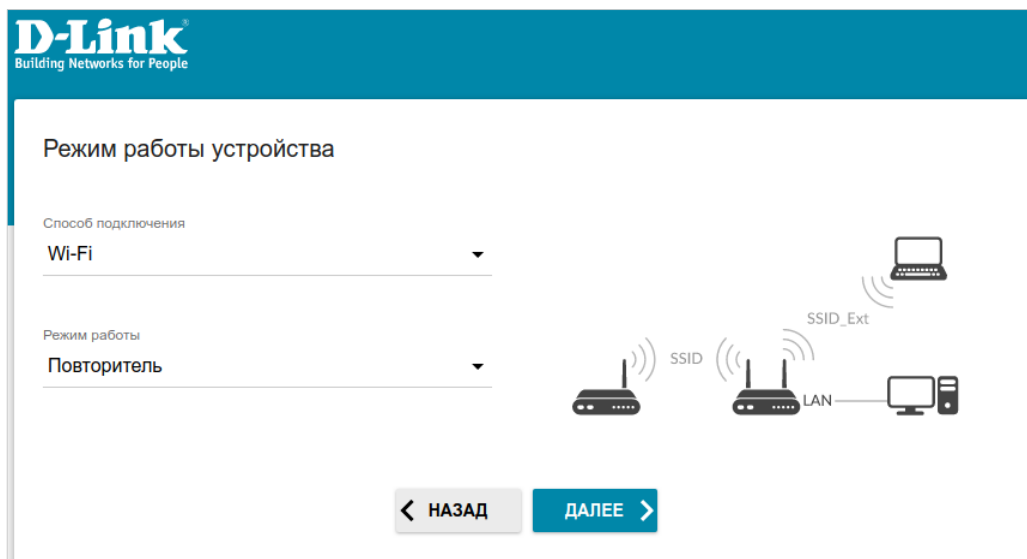 D-Link®
Building Networks for People
Режим работы устройства
Способ подключения
Wi-Fi
Режим работы
Повторитель
SSID_Ext
SSID
LAN
НАЗАД
ДАЛЕЕ